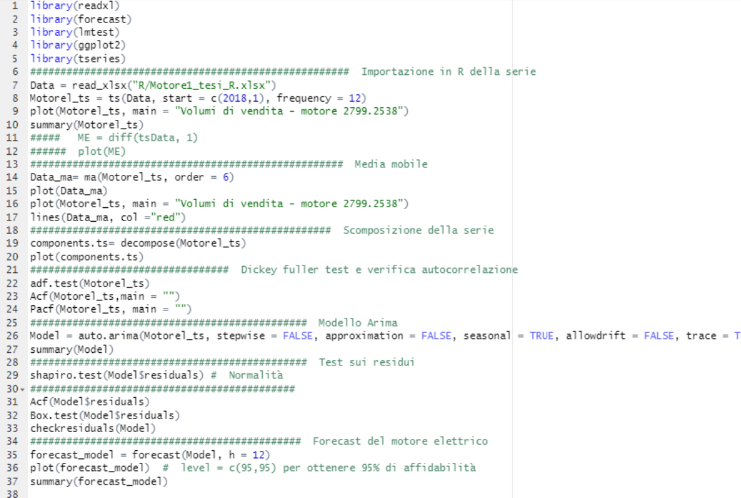 1 library(readxl)
2 library(forecast)
3 library(lmtest)
4 library(ggplot2)
5 library(tseries)
6 ##################################################### Importazione in R della serie
7 Data = read_xlsx("R/Motore1_tesi_R.xlsx")
8 Motorel_ts = ts(Data, start = c(2018,1), frequency = 12)
9 plot(Motorel_ts, main = "Volumi di vendita - motore 2799.2538")
10 summary(Motorel_ts)
11 ##### ME = diff(tsData, 1)
12 ###### plot(ME)
13 #################################################### Media mobile
14 Data_ma= ma(Motorel_ts, order = 6)
15 plot(Data_ma)
16 plot(Motorel_ts, main = "Volumi di vendita - motore 2799.2538")
17 lines(Data_ma, col ="red")
18 ################################################## Scomposizione della serie
19 components.ts= decompose(Motorel_ts)
20 plot(components.ts)
21 ################################# Dickey fuller test e verifica autocorrelazione
22 adf.test(Motorel_ts)
23 Acf(Motorel_ts,main = "")
24 Pacf(Motorel_ts, main = "")
25 ############################################## Modello Arima
26 Model = auto.arima(Motorel_ts, stepwise = FALSE, approximation = FALSE, seasonal = TRUE, allowdrift = FALSE, trace = T
27 summary(Model)
28 ############################################## Test sui residui
29 shapiro.test(Model$residuals) # Normalità
30 ############################################
31 Acf(Model$residuals)
32 Box.test(Model$residuals)
33 checkresiduals(Model)
34 ############################################# Forecast del motore elettrico
35 forecast_model = forecast(Model, h = 12)
36 plot(forecast_model) # level = c(95,95) per ottenere 95% di affidabilità
37 summary(forecast_model)
38